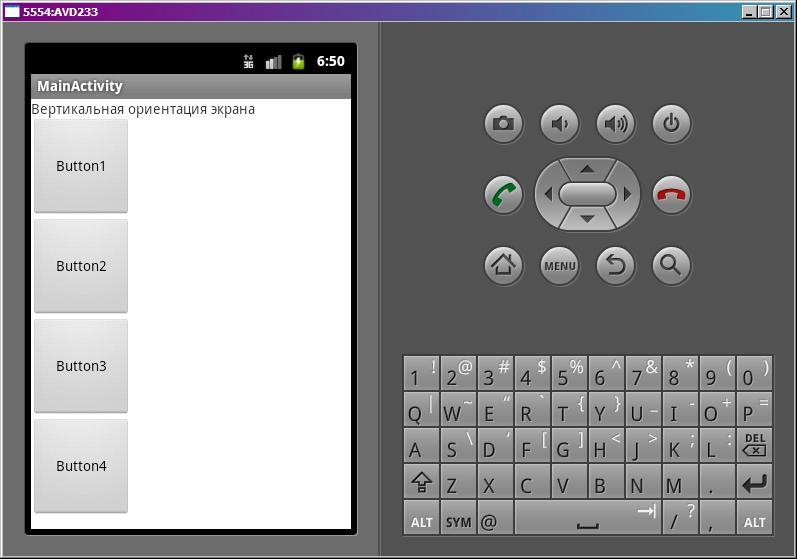 5554:AVD233
3G 6:50
MainActivity
Вертикальная ориентация экрана
Button1
Button2
Button3
Button4
MENU
1 ! 2 @ 3 # 4 $ 5 % 6 ^ 7 & 8 * 9 ( 0 )
Q | W ~ E “ R ` T { Y } U _ I - O + P =
A S \ D ‘ F [ G ] H < J > K ; L : DEL
Z X C V B N M .
ALT SYM @ / ? , ALT